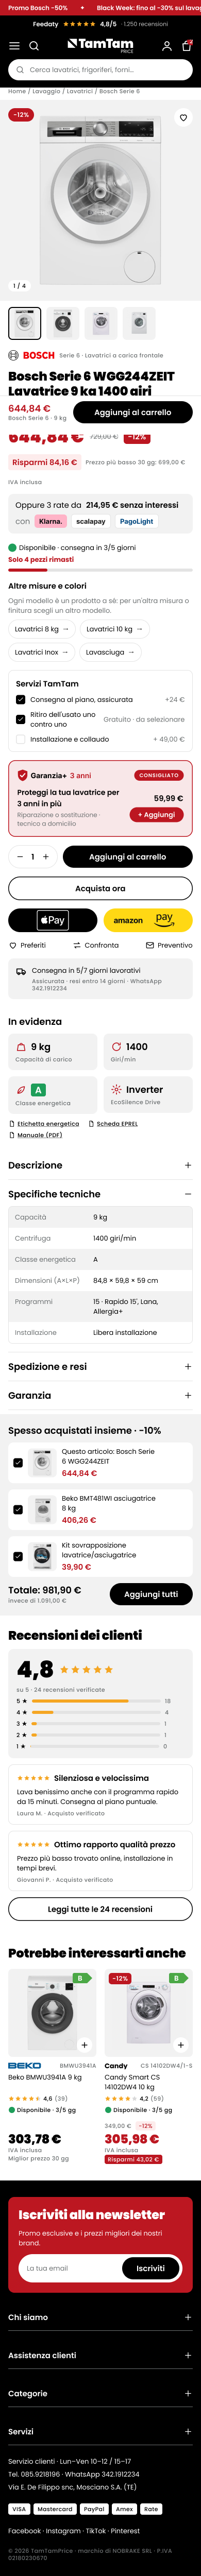 Promo Bosch -50% • Black Week: fino al -30% sui lavag
Feedaty ★★★★★ 4,8/5 · 1.250 recensioni
TamTam
PRICE
Cerca lavatrici, frigoriferi, forni...
Home / Lavaggio / Lavatrici / Bosch Serie 6
-12%
1 / 4
BOSCH Serie 6 · Lavatrici a carica frontale
Bosch Serie 6 WGG244ZEIT
Lavatrice 9 kg 1400 giri
644,84 €
Bosch Serie 6 · 9 kg
Aggiungi al carrello
644,84 € 729,00 € -12%
Risparmi 84,16 € Prezzo più basso 30 gg: 699,00 €
IVA inclusa
Oppure 3 rate da 214,95 € senza interessi
con Klarna. scalapay PagoLight
Disponibile · consegna in 3/5 giorni
Solo 4 pezzi rimasti
Altre misure e colori
Ogni modello è un prodotto a sé: per un'altra misura o
finitura scegli un altro modello.
Lavatrici 8 kg → Lavatrici 10 kg →
Lavatrici Inox → Lavasciuga →
Servizi TamTam
Consegna al piano, assicurata +24 €
Ritiro dell'usato uno
contro uno
Gratuito · da selezionare
Installazione e collaudo + 49,00 €
Garanzia+ 3 anni CONSIGLIATO
Proteggi la tua lavatrice per
3 anni in più
Riparazione o sostituzione ·
tecnico a domicilio
59,99 €
+ Aggiungi
− 1 + Aggiungi al carrello
Acquista ora
Pay
amazon pay
Preferiti Confronta Preventivo
Consegna in 5/7 giorni lavorativi
Assicurata · resi entro 14 giorni · WhatsApp
342.1912234
In evidenza
9 kg
Capacità di carico
1400
Giri/min
A
Classe energetica
Inverter
EcoSilence Drive
Etichetta energetica Scheda EPREL
Manuale (PDF)
Descrizione +
Specifiche tecniche −
Capacità 9 kg
Centrifuga 1400 giri/min
Classe energetica A
Dimensioni (A×L×P) 84,8 × 59,8 × 59 cm
Programmi 15 · Rapido 15', Lana,
Allergia+
Installazione Libera installazione
Spedizione e resi +
Garanzia +
Spesso acquistati insieme · -10%
Questo articolo: Bosch Serie
6 WGG244ZEIT
644,84 €
Beko BMT481WI asciugatrice
8 kg
406,26 €
Kit sovrapposizione
lavatrice/asciugatrice
39,90 €
Totale: 981,90 €
invece di 1.091,00 €
Aggiungi tutti
Recensioni dei clienti
4,8 ★★★★★
su 5 · 24 recensioni verificate
5 ★ 18
4 ★ 4
3 ★ 1
2 ★ 1
1 ★ 0
★★★★★ Silenziosa e velocissima
Lava benissimo anche con il programma rapido
da 15 minuti. Consegna al piano puntuale.
Laura M. · Acquisto verificato
★★★★★ Ottimo rapporto qualità prezzo
Prezzo più basso trovato online, installazione in
tempi brevi.
Giovanni P. · Acquisto verificato
Leggi tutte le 24 recensioni
Potrebbe interessarti anche
B
BEKO BMWU3941A
Beko BMWU3941A 9 kg
4,6 (39)
Disponibile · 3/5 gg
303,78 €
IVA inclusa
Miglior prezzo 30 gg
-12% B
Candy CS 14102DW4/1-S
Candy Smart CS
14102DW4 10 kg
4,2 (59)
Disponibile · 3/5 gg
349,00 € -12%
305,98 €
IVA inclusa
Risparmi 43,02 €
Iscriviti alla newsletter
Promo esclusive e i prezzi migliori dei nostri
brand.
La tua email Iscriviti
Chi siamo +
Assistenza clienti +
Categorie +
Servizi +
Servizio clienti · Lun–Ven 10–12 / 15–17
Tel. 085.9218196 · WhatsApp 342.1912234
Via E. De Filippo snc, Mosciano S.A. (TE)
VISA Mastercard PayPal Amex Rate
Facebook · Instagram · TikTok · Pinterest
© 2026 TamTamPrice · marchio di NOBRAKE SRL · P.IVA
02180230670